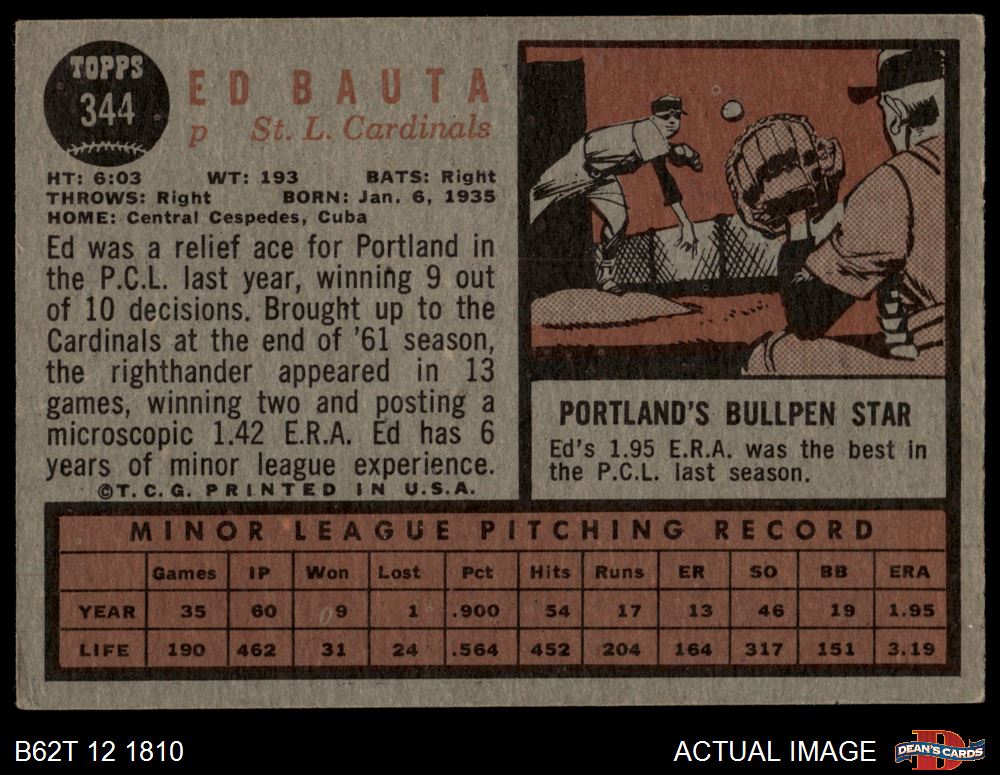 TOPPS
344
ED BAUTA
p St. L. Cardinals
HT: 6:03 WT: 193 BATS: Right
THROWS: Right BORN: Jan. 6, 1935
HOME: Central Cespedes, Cuba
Ed was a relief ace for Portland in
the P.C.L. last year, winning 9 out
of 10 decisions. Brought up to the
Cardinals at the end of '61 season,
the righthander appeared in 13
games, winning two and posting a
microscopic 1.42 E.R.A. Ed has 6
years of minor league experience.
©T.C.G. PRINTED IN U.S.A.
PORTLAND'S BULLPEN STAR
Ed's 1.95 E.R.A. was the best in
the P.C.L. last season.
MINOR LEAGUE PITCHING RECORD
Games IP Won Lost Pct Hits Runs ER SO BB ERA
YEAR 35 60 9 1 .900 54 17 13 46 19 1.95
LIFE 190 462 31 24 .564 452 204 164 317 151 3.19
B62T 12 1810
ACTUAL IMAGE
DEAN'S CARDS